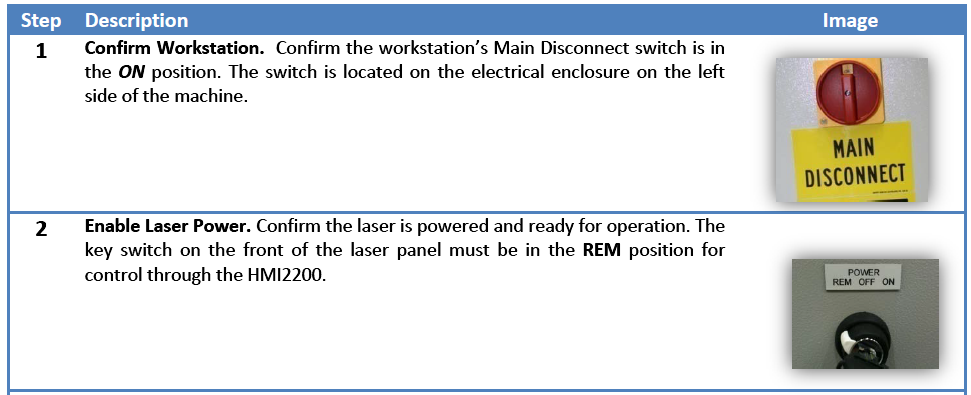 Step Description Image
1 Confirm Workstation. Confirm the workstation's Main Disconnect switch is in
the ON position. The switch is located on the electrical enclosure on the left
side of the machine.
MAIN
DISCONNECT
2 Enable Laser Power. Confirm the laser is powered and ready for operation. The
key switch on the front of the laser panel must be in the REM position for
control through the HMI2200.
POWER
REM OFF ON